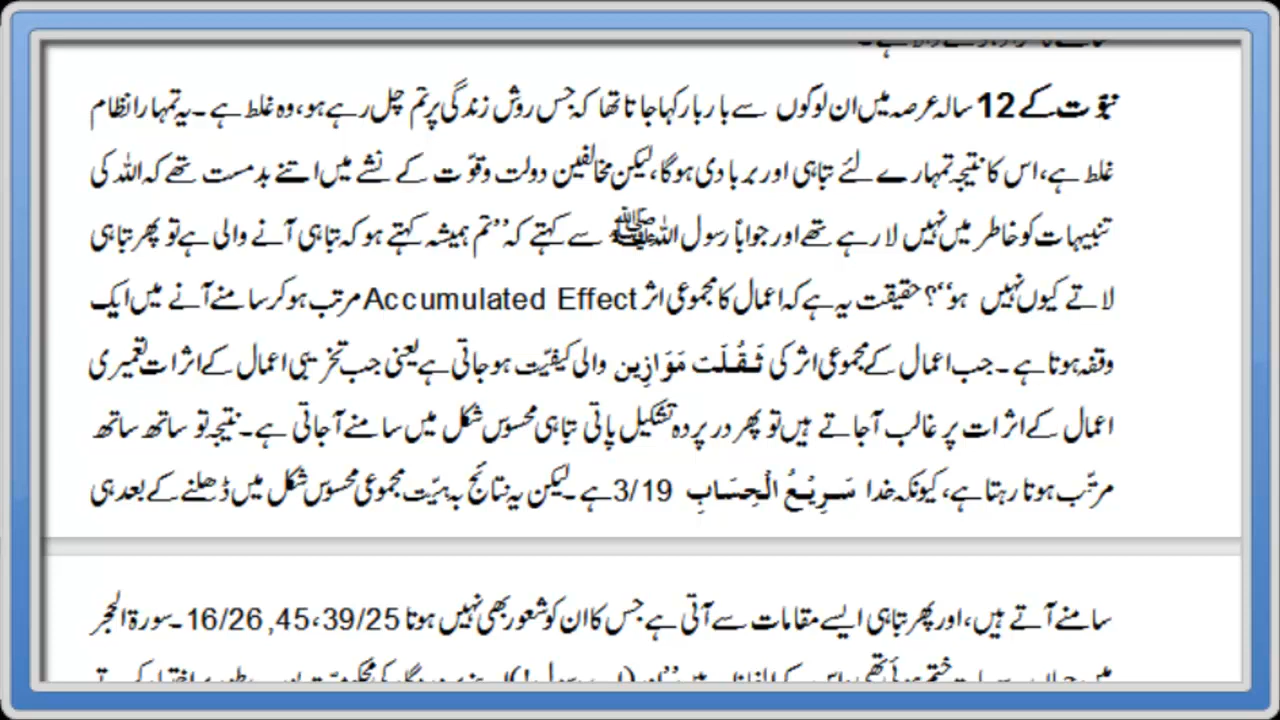 نبوّت کے 12 سالہ عرصہ میں ان لوگوں سے بار بار کہا جاتا تھا کہ جس روشِ زندگی پر تم چل رہے ہو، وہ غلط ہے۔ یہ تمہارا نظام
غلط ہے، اس کا نتیجہ تمہارے لئے تباہی اور بربادی ہوگا، لیکن مخالفین دولت و قوّت کے نشے میں اتنے بدمست تھے کہ اللہ کی
تنبیہات کو خاطر میں نہیں لا رہے تھے اور جواباً رسول اللہ ﷺ سے کہتے کہ ’’تم ہمیشہ کہتے ہو کہ تباہی آنے والی ہے تو پھر تباہی
لاتے کیوں نہیں ہو‘‘؟ حقیقت یہ ہے کہ اعمال کا مجموعی اثر Accumulated Effect مرتب ہو کر سامنے آنے میں ایک
وقفہ ہوتا ہے۔ جب اعمال کے مجموعی اثر کی ثَقُلَت مَوَازِین والی کیفیّت ہو جاتی ہے یعنی جب تخریبی اعمال کے اثرات تعمیری
اعمال کے اثرات پر غالب آجاتے ہیں تو پھر در پردہ تشکیل پاتی تباہی محسوس شکل میں سامنے آجاتی ہے۔ نتیجہ تو ساتھ ساتھ
مرتّب ہوتا رہتا ہے، کیونکہ خدا سَرِیْعُ الْحِسَابِ 3/19 ہے۔ لیکن یہ نتائج بہ ہیّت مجموعی محسوس شکل میں ڈھلنے کے بعد ہی
سامنے آتے ہیں، اور پھر تباہی ایسے مقامات سے آتی ہے جس کا ان کو شعور بھی نہیں ہوتا 39/25، 16/26, 45۔ سورۃ الحجر